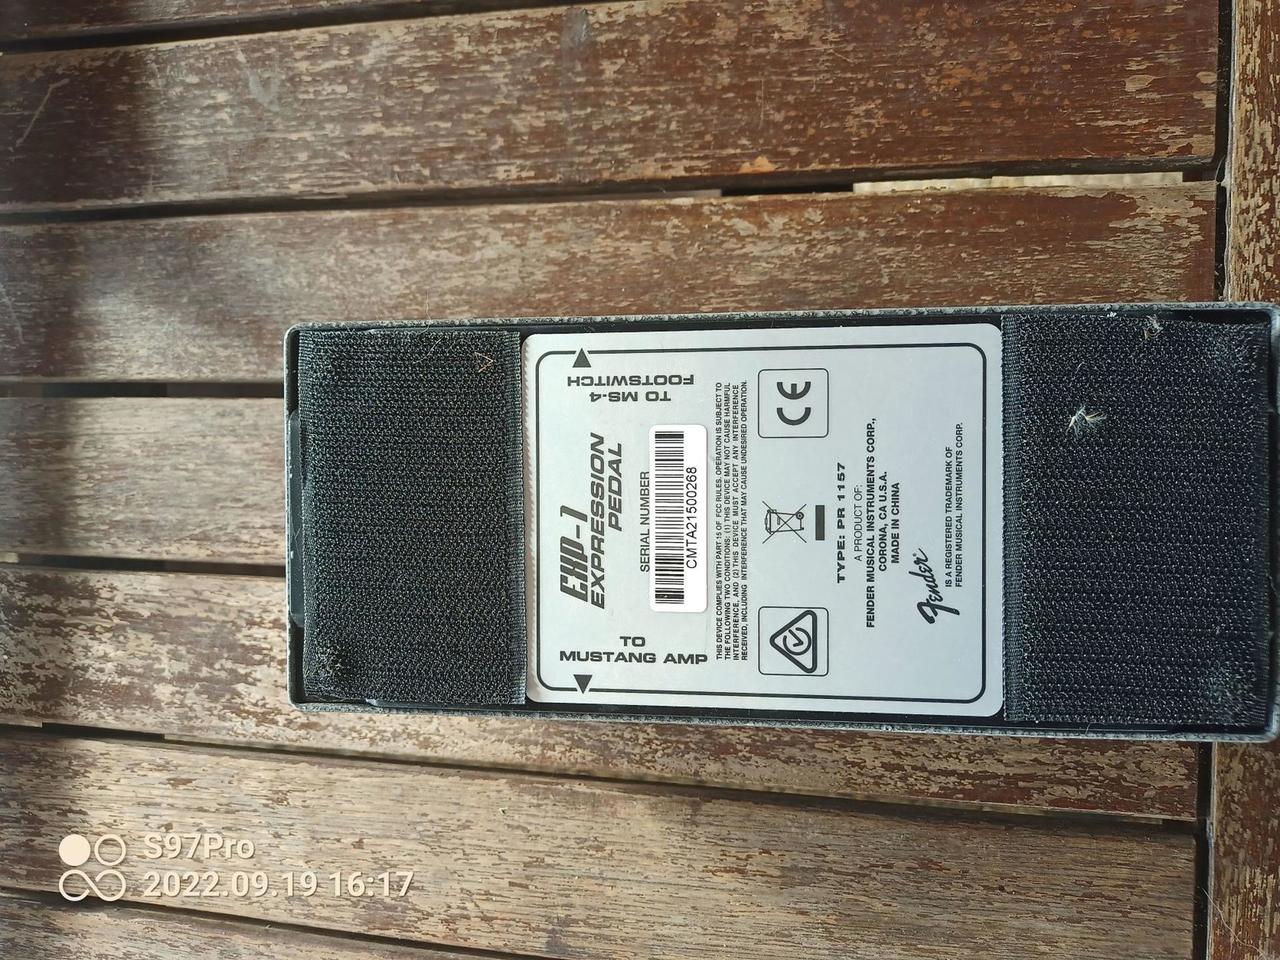 TO MS-4
FOOTSWITCH
EXP-1
EXPRESSION
PEDAL
TO
MUSTANG AMP
SERIAL NUMBER
CMTA21500268
THIS DEVICE COMPLIES WITH PART 15 OF FCC RULES. OPERATION IS SUBJECT TO
THE FOLLOWING TWO CONDITIONS: (1) THIS DEVICE MAY NOT CAUSE HARMFUL
INTERFERENCE, AND (2) THIS DEVICE MUST ACCEPT ANY INTERFERENCE
RECEIVED, INCLUDING INTERFERENCE THAT MAY CAUSE UNDESIRED OPERATION.
CE
TYPE: PR 1157
A PRODUCT OF:
FENDER MUSICAL INSTRUMENTS CORP.,
CORONA, CA U.S.A.
MADE IN CHINA
Fender
IS A REGISTERED TRADEMARK OF
FENDER MUSICAL INSTRUMENTS CORP.
S97Pro
2022.09.19 16:17